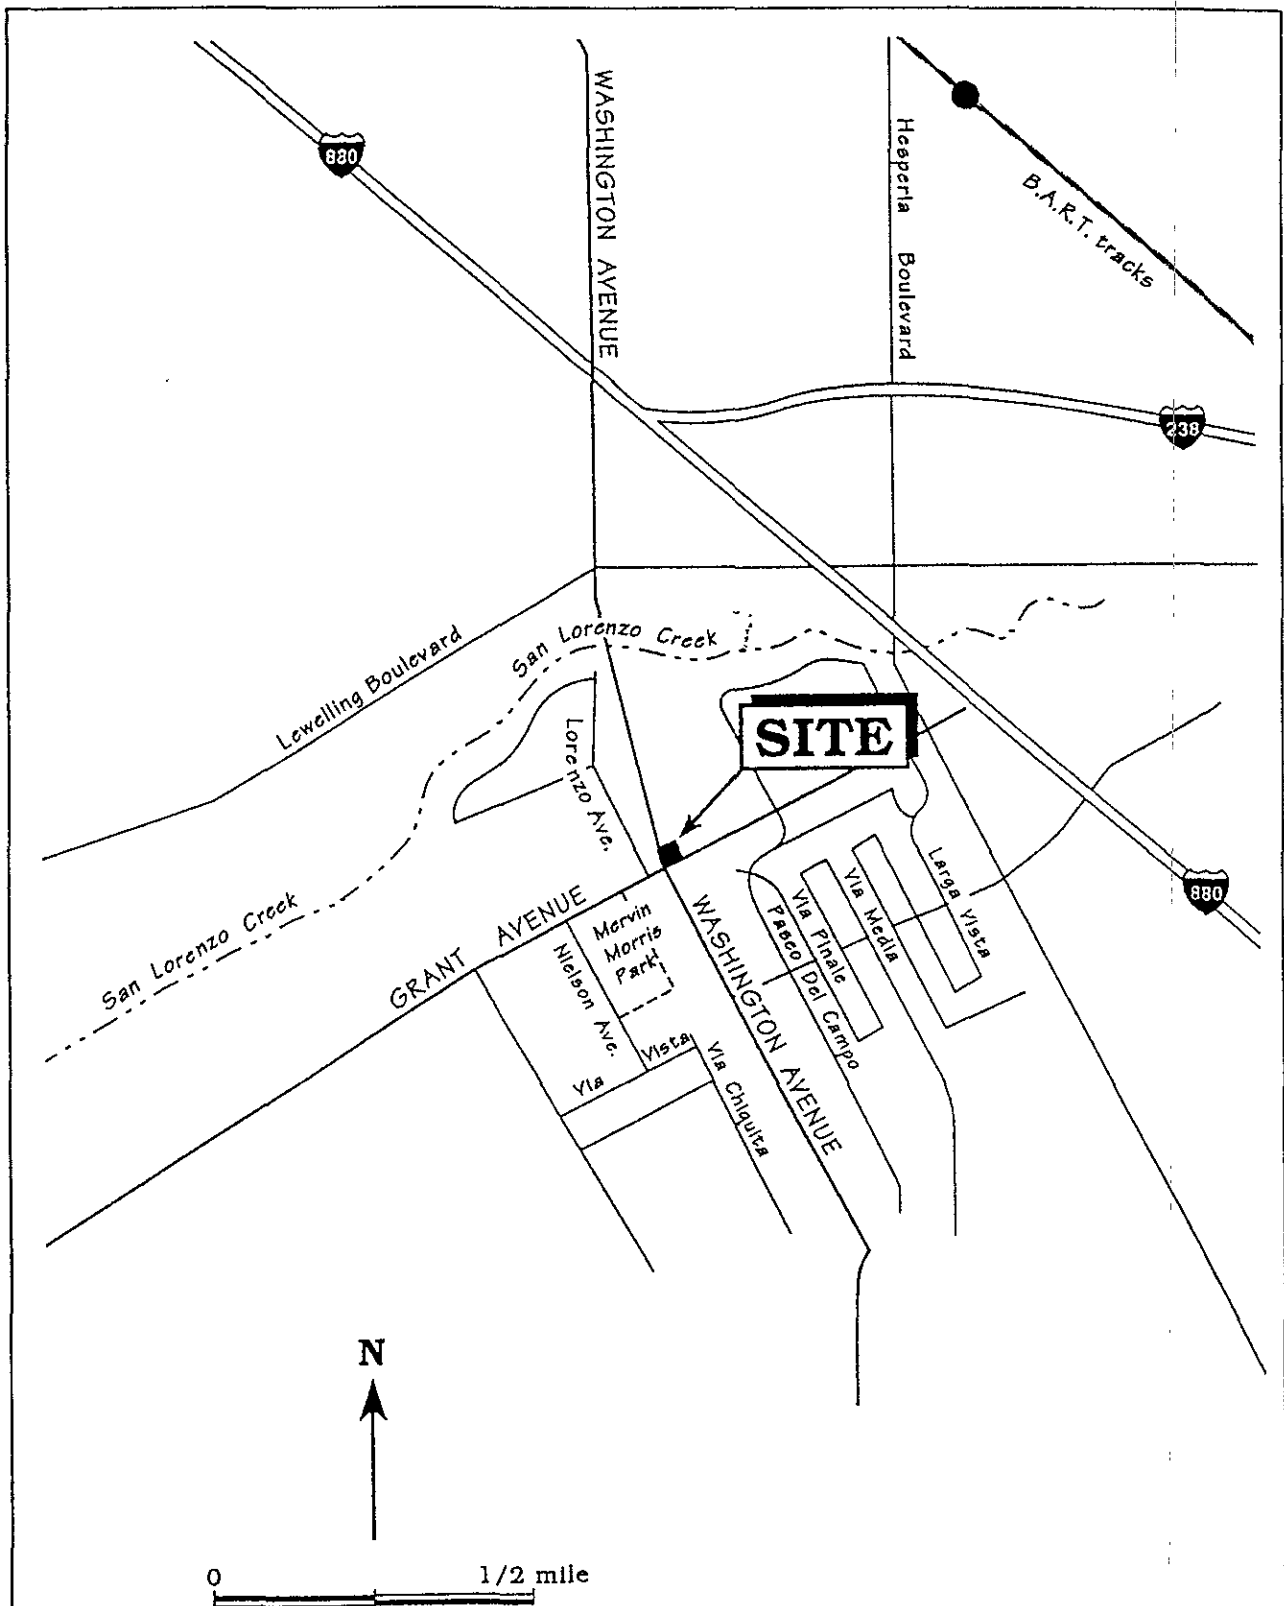 880
WASHINGTON AVENUE
Hesperia Boulevard
B.A.R.T. tracks
238
Lewelling Boulevard
San Lorenzo Creek
SITE
Lorenzo Ave.
San Lorenzo Creek
GRANT AVENUE
Mervin
Morris
Park
Nielson Ave.
WASHINGTON AVENUE
Paseo Del Campo
Via Pinale
Via Media
Larga Vista
880
Via Vista
Via Chiquita
N
0 1/2 mile